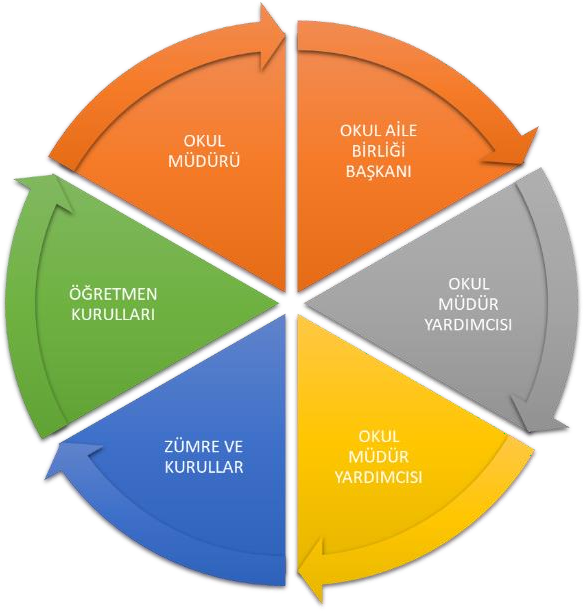 OKUL
MÜDÜRÜ
OKUL AİLE
BİRLİĞİ
BAŞKANI
OKUL
MÜDÜR
YARDIMCISI
OKUL
MÜDÜR
YARDIMCISI
ZÜMRE VE
KURULLAR
ÖĞRETMEN
KURULLARI